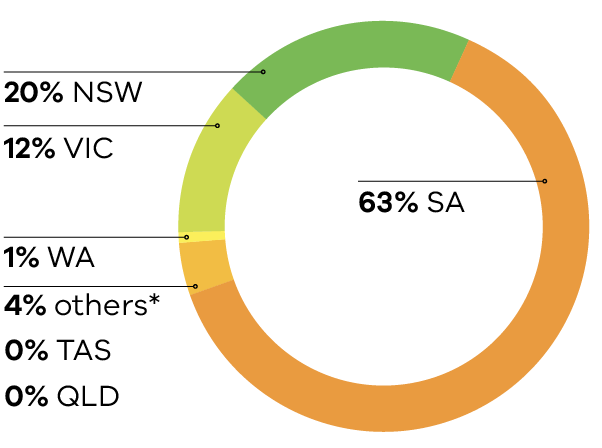 20% NSW
12% VIC
63% SA
1% WA
4% others*
0% TAS
0% QLD